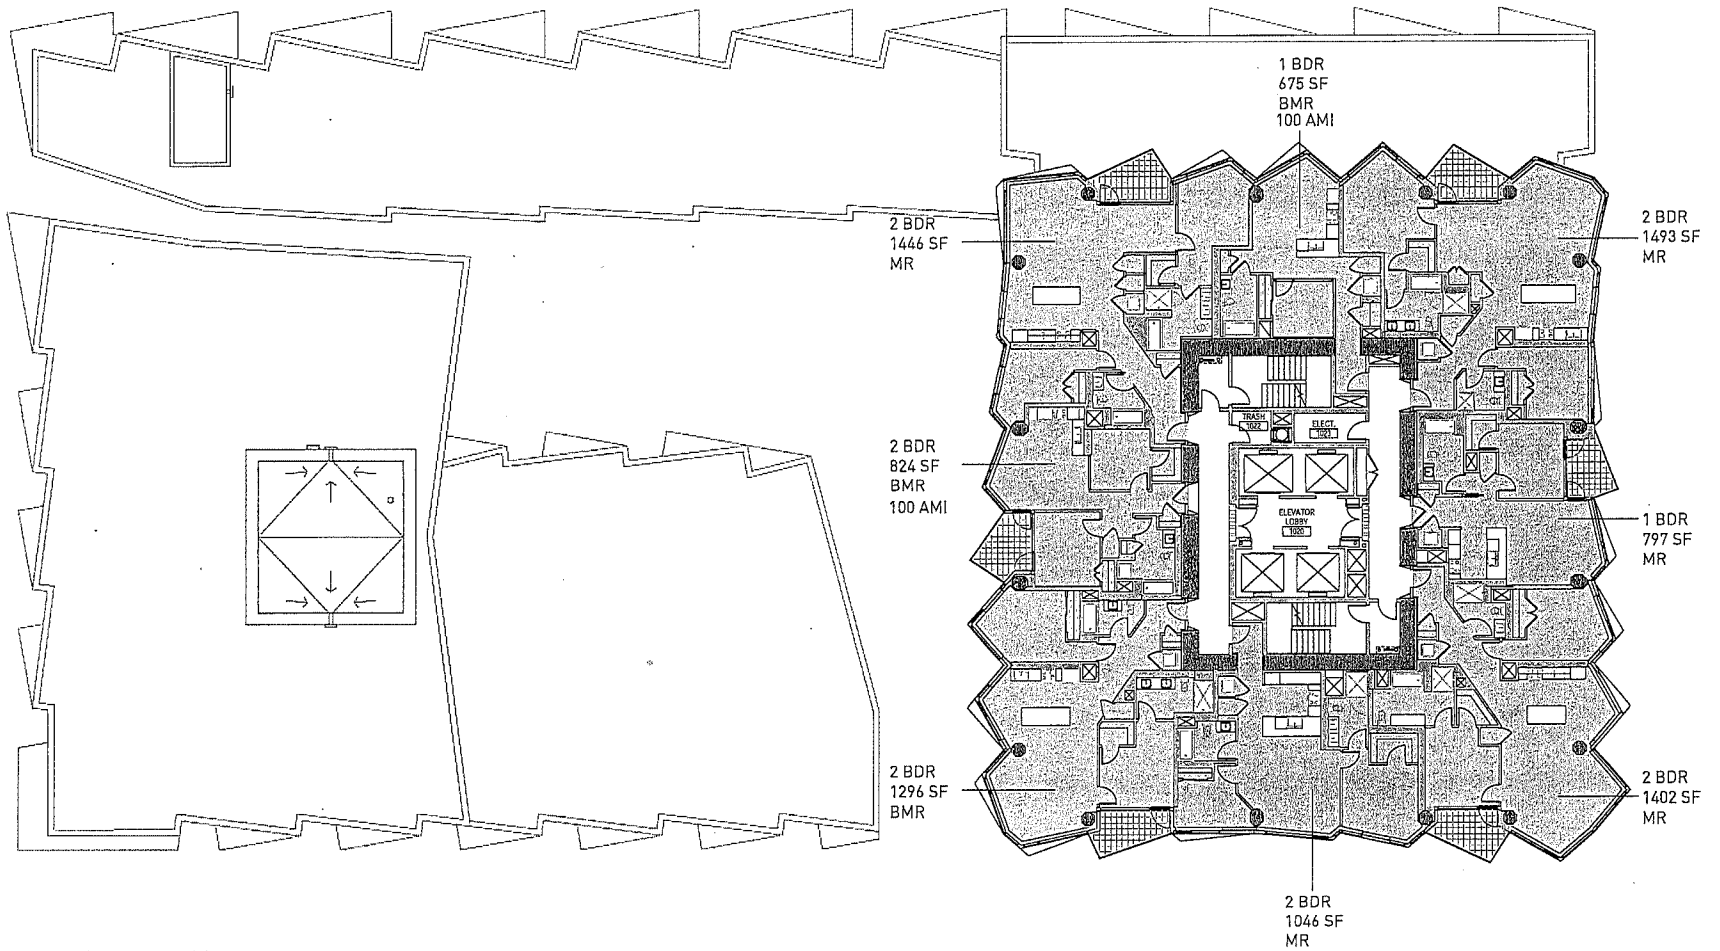 1 BDR
675 SF
BMR
100 AMI
2 BDR
1446 SF
MR
2 BDR
1493 SF
MR
2 BDR
824 SF
BMR
100 AMI
TRASH
1022
ELECT.
1023
ELEVATOR
LOBBY
1020
1 BDR
797 SF
MR
2 BDR
1296 SF
BMR
2 BDR
1402 SF
MR
2 BDR
1046 SF
MR